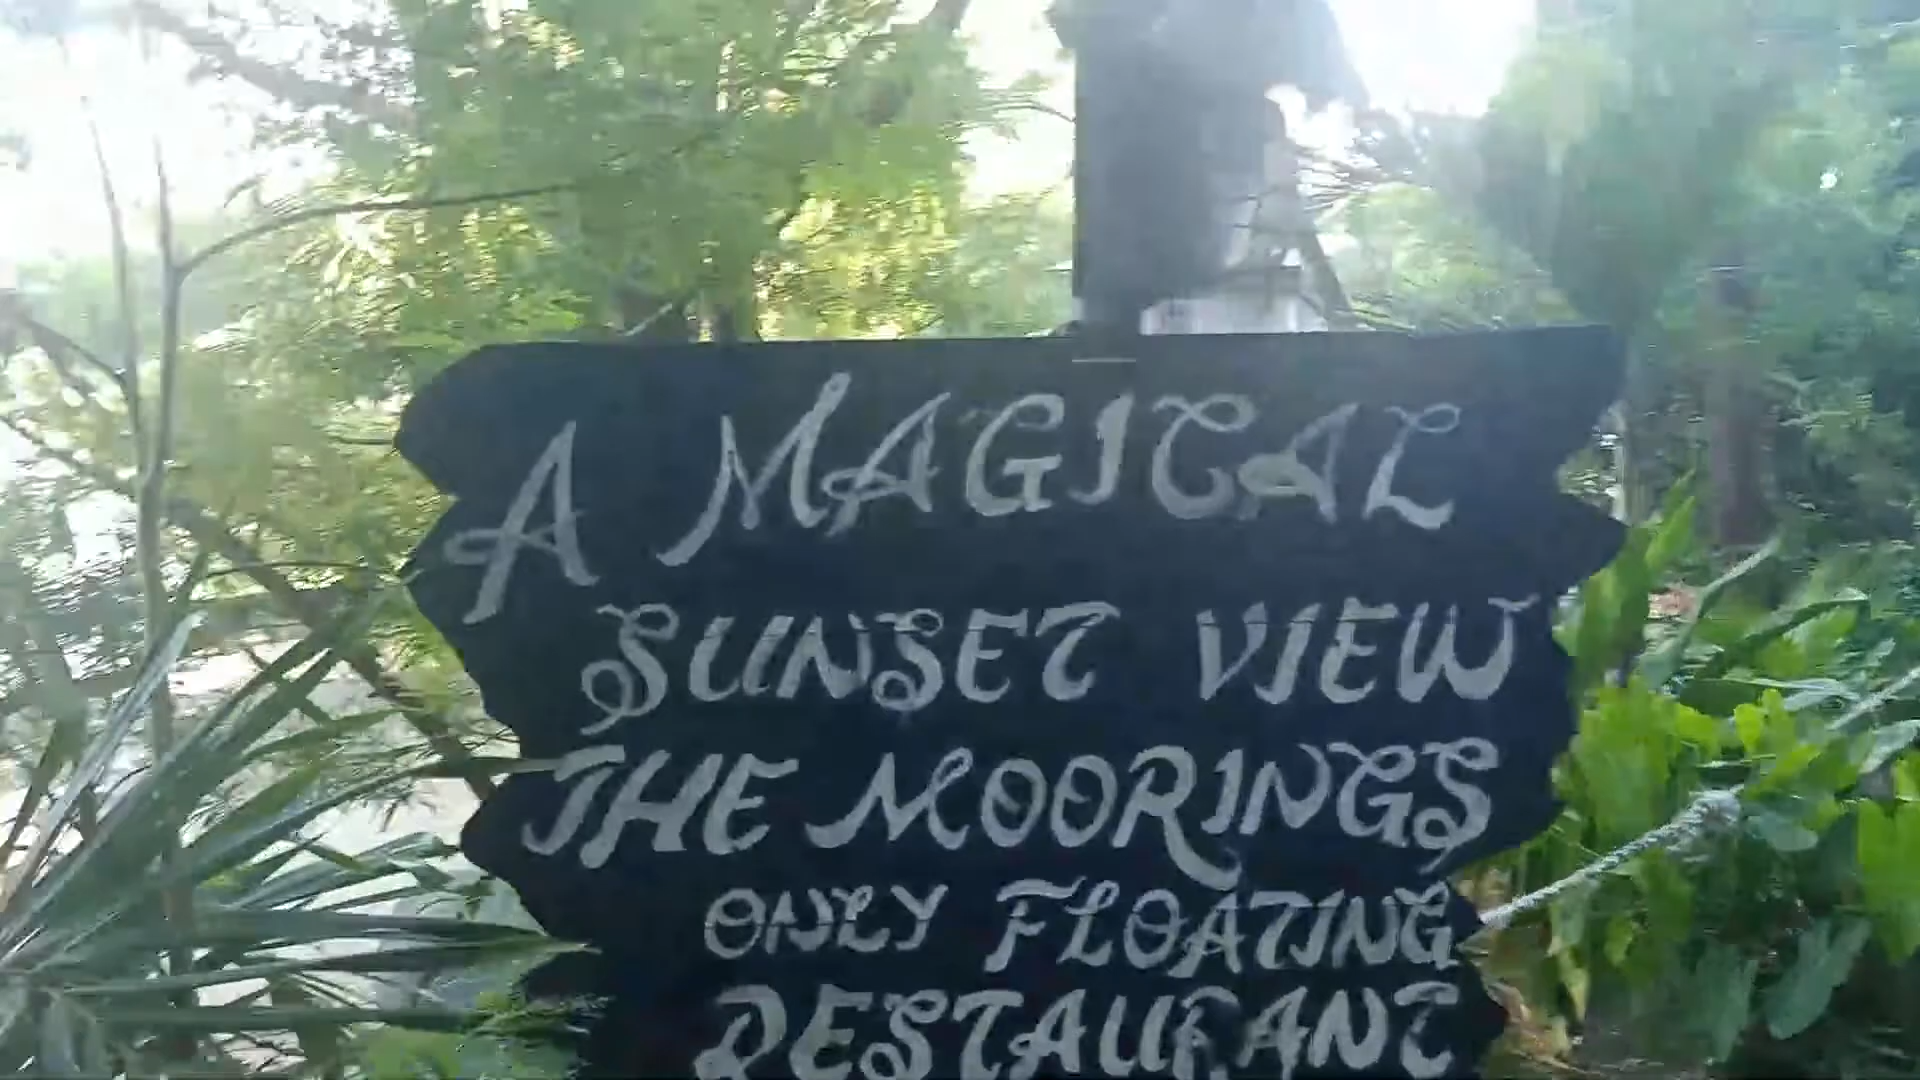 A MAGICAL
SUNSET VIEW
THE MOORINGS
ONLY FLOATING
RESTAURANT